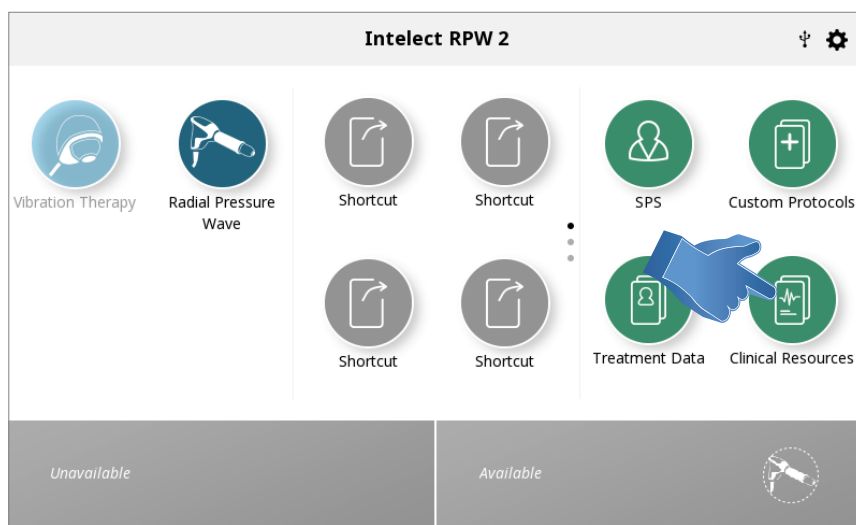 Intelect RPW 2
Vibration Therapy
Radial Pressure
Wave
Shortcut
Shortcut
SPS
Custom Protocols
Shortcut
Shortcut
Treatment Data
Clinical Resources
Unavailable
Available